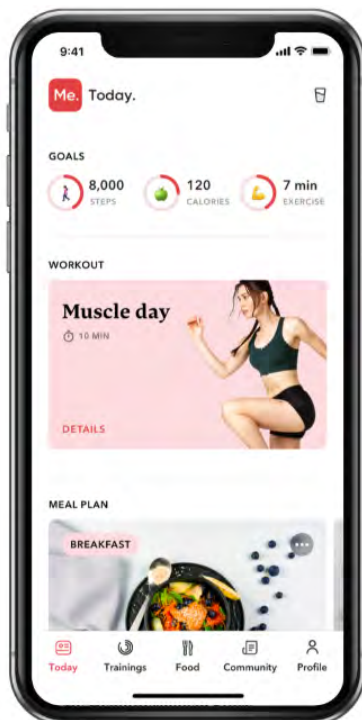 9:41
Me. Today.
GOALS
8,000
STEPS
120
CALORIES
7 min
EXERCISE
WORKOUT
Muscle day
10 MIN
DETAILS
MEAL PLAN
BREAKFAST
Today Trainings Food Community Profile